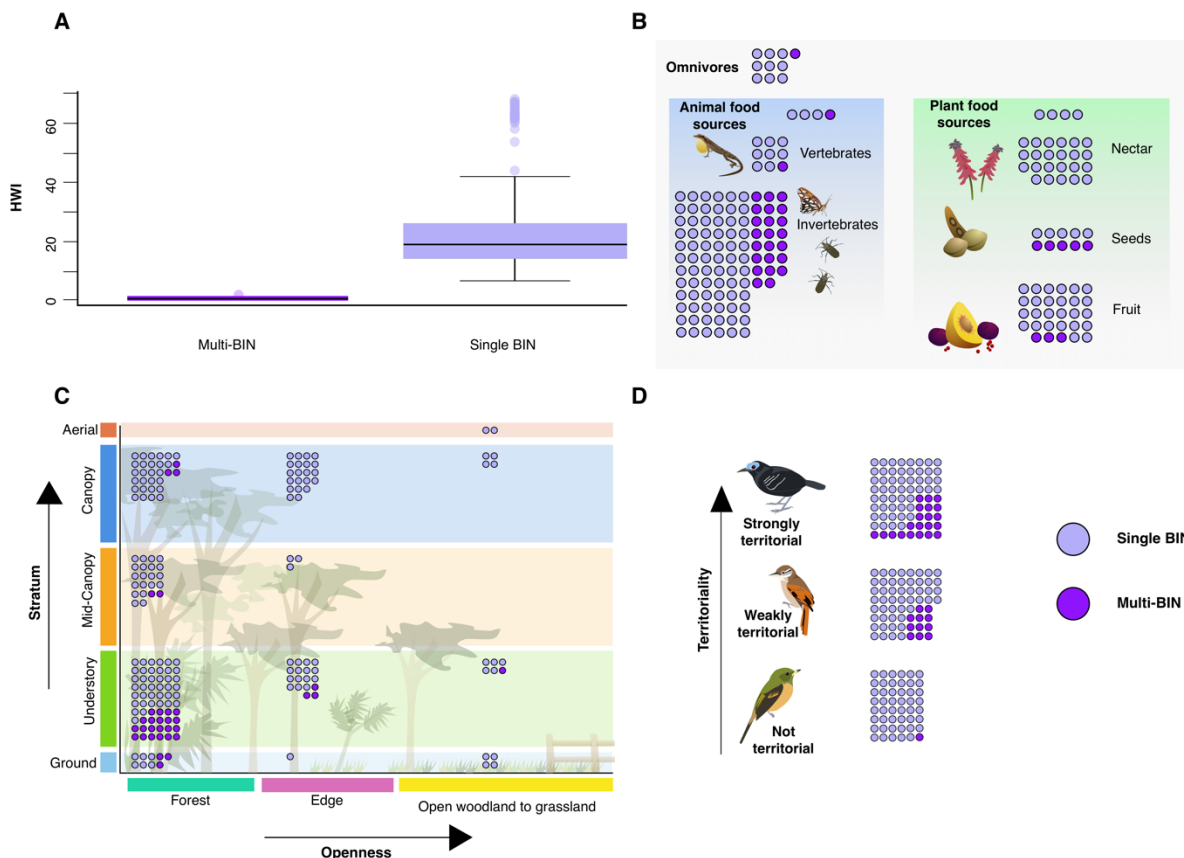 A
HWI
60
40
20
0
Multi-BIN
Single BIN
B
Omnivores
Animal food
sources
Vertebrates
Invertebrates
Plant food
sources
Nectar
Seeds
Fruit
C
Stratum
Aerial
Canopy
Mid-Canopy
Understory
Ground
Forest
Edge
Open woodland to grassland
Openness
D
Territoriality
Strongly
territorial
Weakly
territorial
Not
territorial
Single BIN
Multi-BIN